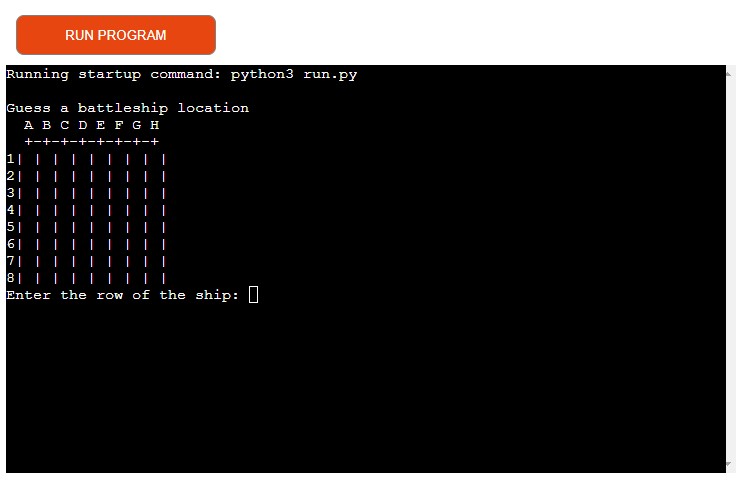 RUN PROGRAM
Running startup command: python3 run.py
Guess a battleship location
  A B C D E F G H
  +-+-+-+-+-+-+-+
1| | | | | | | | |
2| | | | | | | | |
3| | | | | | | | |
4| | | | | | | | |
5| | | | | | | | |
6| | | | | | | | |
7| | | | | | | | |
8| | | | | | | | |
Enter the row of the ship: